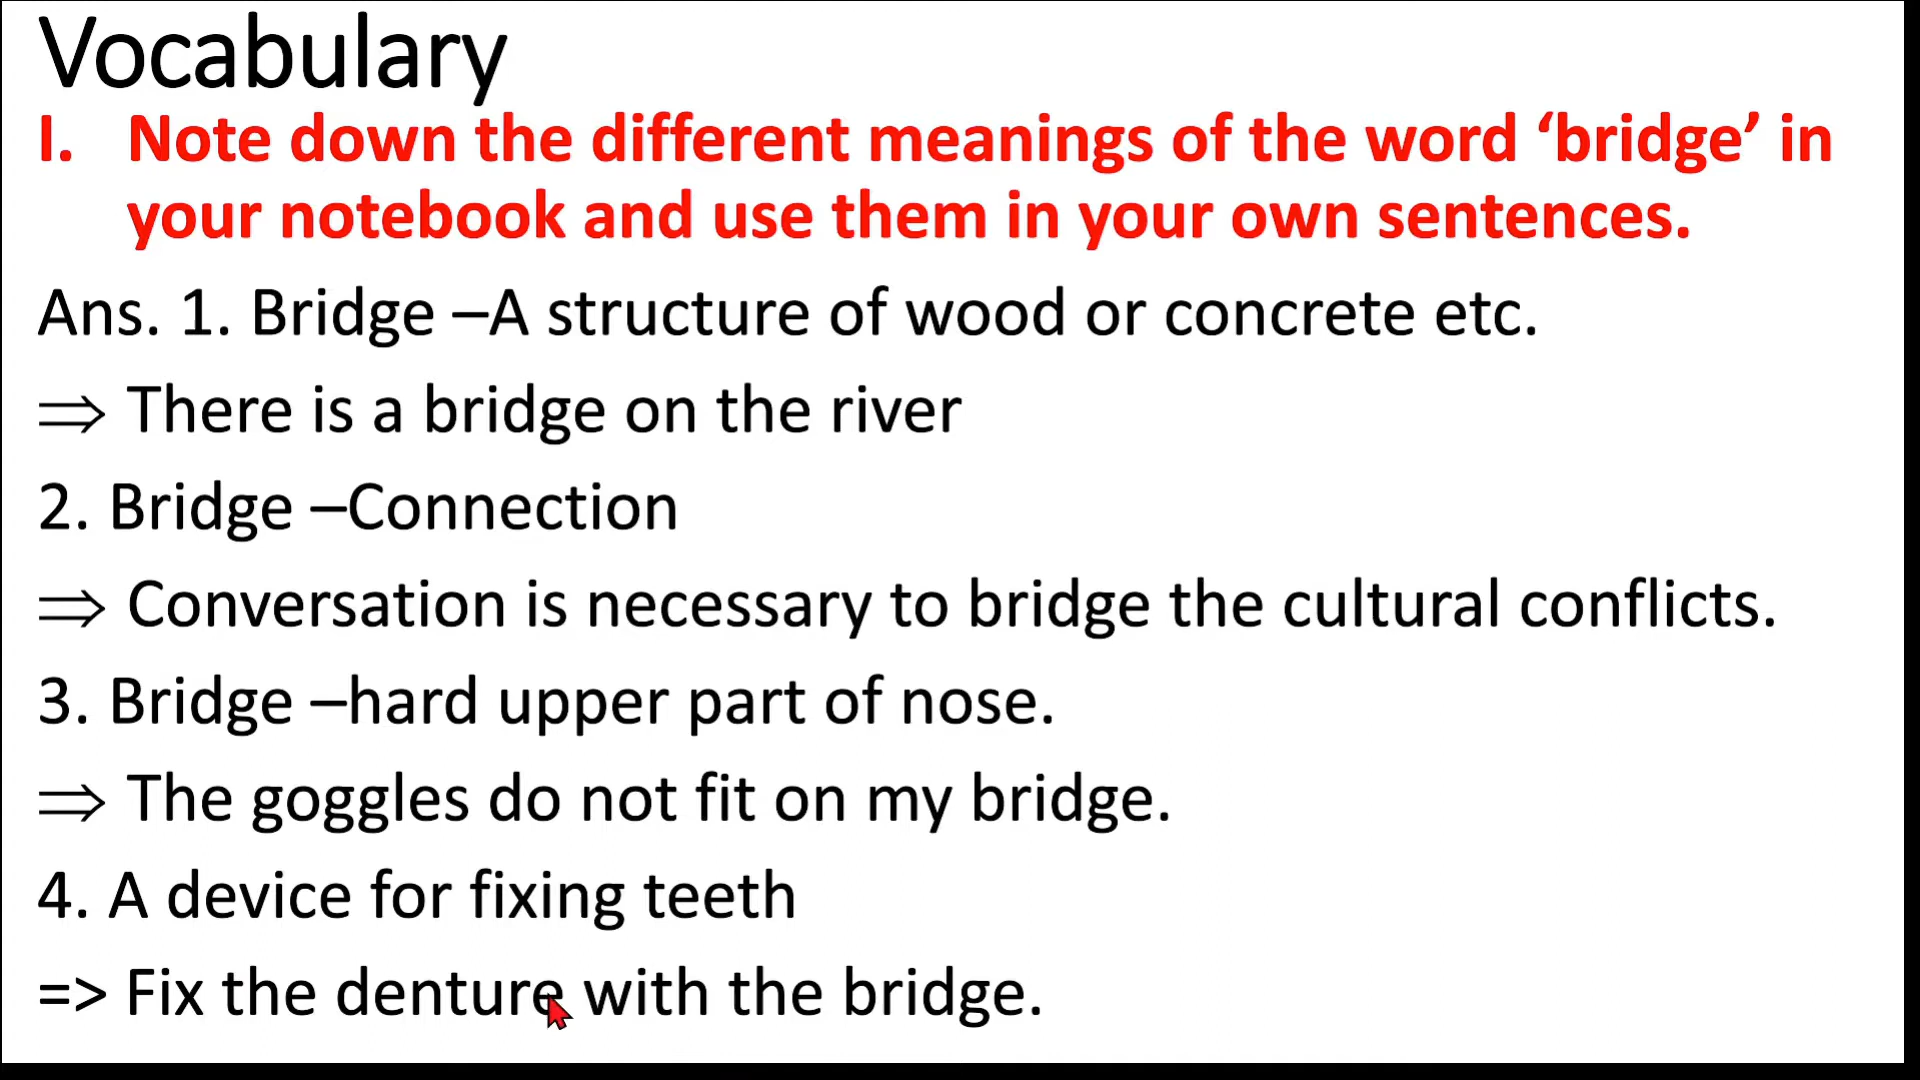 Vocabulary
I. Note down the different meanings of the word ‘bridge’ in
your notebook and use them in your own sentences.
Ans. 1. Bridge –A structure of wood or concrete etc.
⇒ There is a bridge on the river
2. Bridge –Connection
⇒ Conversation is necessary to bridge the cultural conflicts.
3. Bridge –hard upper part of nose.
⇒ The goggles do not fit on my bridge.
4. A device for fixing teeth
=> Fix the denture with the bridge.